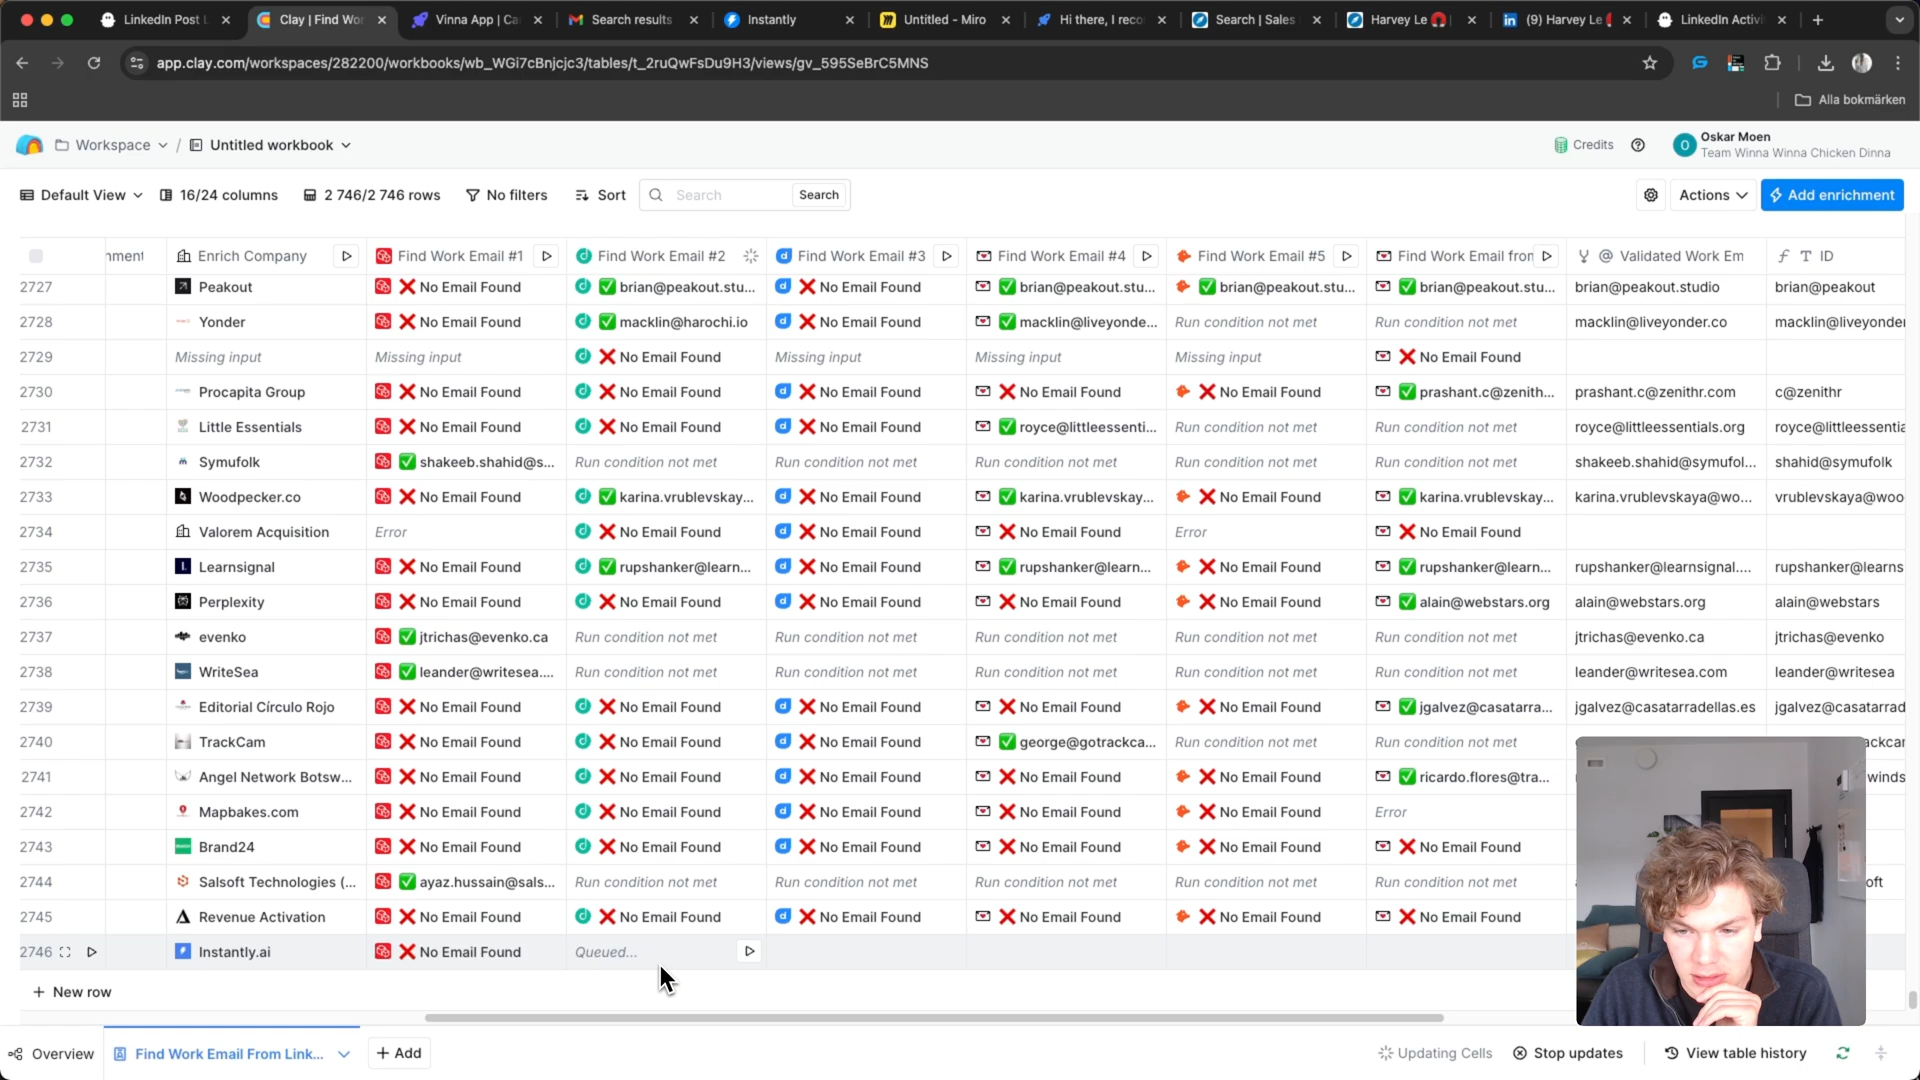 LinkedIn Post L
Clay | Find Wor
Vinna App | Ca
Search results
Instantly
Untitled - Miro
Hi there, I reco
Search | Sales
Harvey Le
(9) Harvey Le
LinkedIn Activi
app.clay.com/workspaces/282200/workbooks/wb_WGi7cBnjcjc3/tables/t_2ruQwFsDu9H3/views/gv_595SeBrC5MNS
Alla bokmärken
Workspace / Untitled workbook
Credits
Oskar Moen
Team Winna Winna Chicken Dinna
Default View 16/24 columns 2 746/2 746 rows No filters Sort Search Search Actions Add enrichment
nment Enrich Company Find Work Email #1 Find Work Email #2 Find Work Email #3 Find Work Email #4 Find Work Email #5 Find Work Email from Validated Work Em ID
2727 Peakout No Email Found brian@peakout.stu... No Email Found brian@peakout.stu... brian@peakout.stu... brian@peakout.stu... brian@peakout.studio brian@peakout
2728 Yonder No Email Found macklin@harochi.io No Email Found macklin@liveyonde... Run condition not met Run condition not met macklin@liveyonder.co macklin@liveyonder
2729 Missing input Missing input No Email Found Missing input Missing input Missing input No Email Found
2730 Procapita Group No Email Found No Email Found No Email Found No Email Found No Email Found prashant.c@zenith... prashant.c@zenithr.com c@zenithr
2731 Little Essentials No Email Found No Email Found No Email Found royce@littleessenti... Run condition not met Run condition not met royce@littleessentials.org royce@littleessentia
2732 Symufolk shakeeb.shahid@s... Run condition not met Run condition not met Run condition not met Run condition not met Run condition not met shakeeb.shahid@symufol... shahid@symufolk
2733 Woodpecker.co No Email Found karina.vrublevskay... No Email Found karina.vrublevskay... No Email Found karina.vrublevskay... karina.vrublevskaya@wo... vrublevskaya@woo
2734 Valorem Acquisition Error No Email Found No Email Found No Email Found Error No Email Found
2735 Learnsignal No Email Found rupshanker@learn... No Email Found rupshanker@learn... No Email Found rupshanker@learn... rupshanker@learnsignal.... rupshanker@learns
2736 Perplexity No Email Found No Email Found No Email Found No Email Found No Email Found alain@webstars.org alain@webstars.org alain@webstars
2737 evenko jtrichas@evenko.ca Run condition not met Run condition not met Run condition not met Run condition not met Run condition not met jtrichas@evenko.ca jtrichas@evenko
2738 WriteSea leander@writesea.... Run condition not met Run condition not met Run condition not met Run condition not met Run condition not met leander@writesea.com leander@writesea
2739 Editorial Círculo Rojo No Email Found No Email Found No Email Found No Email Found No Email Found jgalvez@casatarra... jgalvez@casatarradellas.es jgalvez@casatarrad
2740 TrackCam No Email Found No Email Found No Email Found george@gotrackca... Run condition not met Run condition not met ackcar
2741 Angel Network Botsw... No Email Found No Email Found No Email Found No Email Found No Email Found ricardo.flores@tra... winds
2742 Mapbakes.com No Email Found No Email Found No Email Found No Email Found No Email Found Error
2743 Brand24 No Email Found No Email Found No Email Found No Email Found No Email Found No Email Found
2744 Salsoft Technologies (... ayaz.hussain@sals... Run condition not met Run condition not met Run condition not met Run condition not met Run condition not met oft
2745 Revenue Activation No Email Found No Email Found No Email Found No Email Found No Email Found No Email Found
2746 Instantly.ai No Email Found Queued...
+ New row
Overview Find Work Email From Link... + Add Updating Cells Stop updates View table history